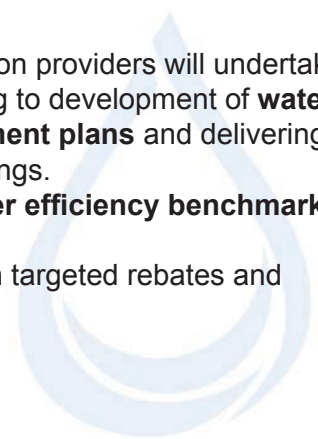 on providers will undertak
g to development of wate
ment plans and delivering
ngs.
er efficiency benchmark
n targeted rebates and